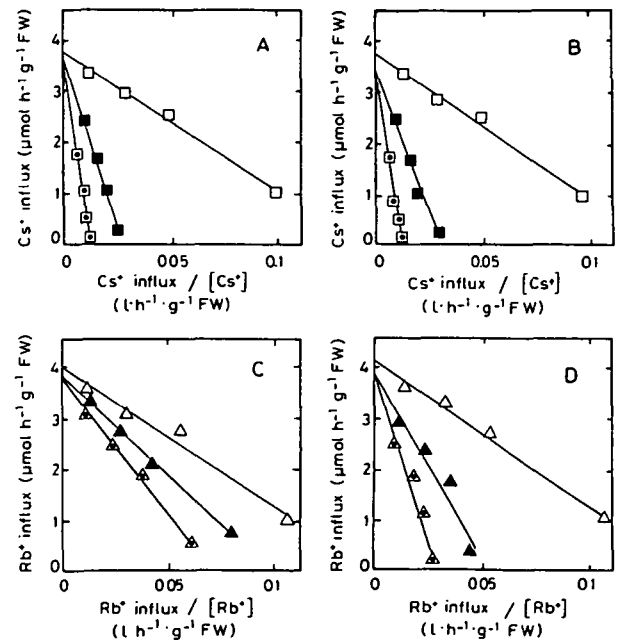 A
Cs⁺ influx (µmol h⁻¹ g⁻¹ FW)
4
3
2
1
0
0
0.05
0.1
Cs⁺ influx / [Cs⁺]
(l·h⁻¹·g⁻¹ FW)
B
Cs⁺ influx (µmol h⁻¹ g⁻¹ FW)
4
3
2
1
0
0
0.05
0.1
Cs⁺ influx / [Cs⁺]
(l·h⁻¹·g⁻¹ FW)
C
Rb⁺ influx (µmol h⁻¹ g⁻¹ FW)
4
3
2
1
0
0
0.05
0.1
Rb⁺ influx / [Rb⁺]
(l·h⁻¹·g⁻¹ FW)
D
Rb⁺ influx (µmol h⁻¹ g⁻¹ FW)
4
3
2
1
0
0
0.05
0.1
Rb⁺ influx / [Rb⁺]
(l·h⁻¹·g⁻¹ FW)